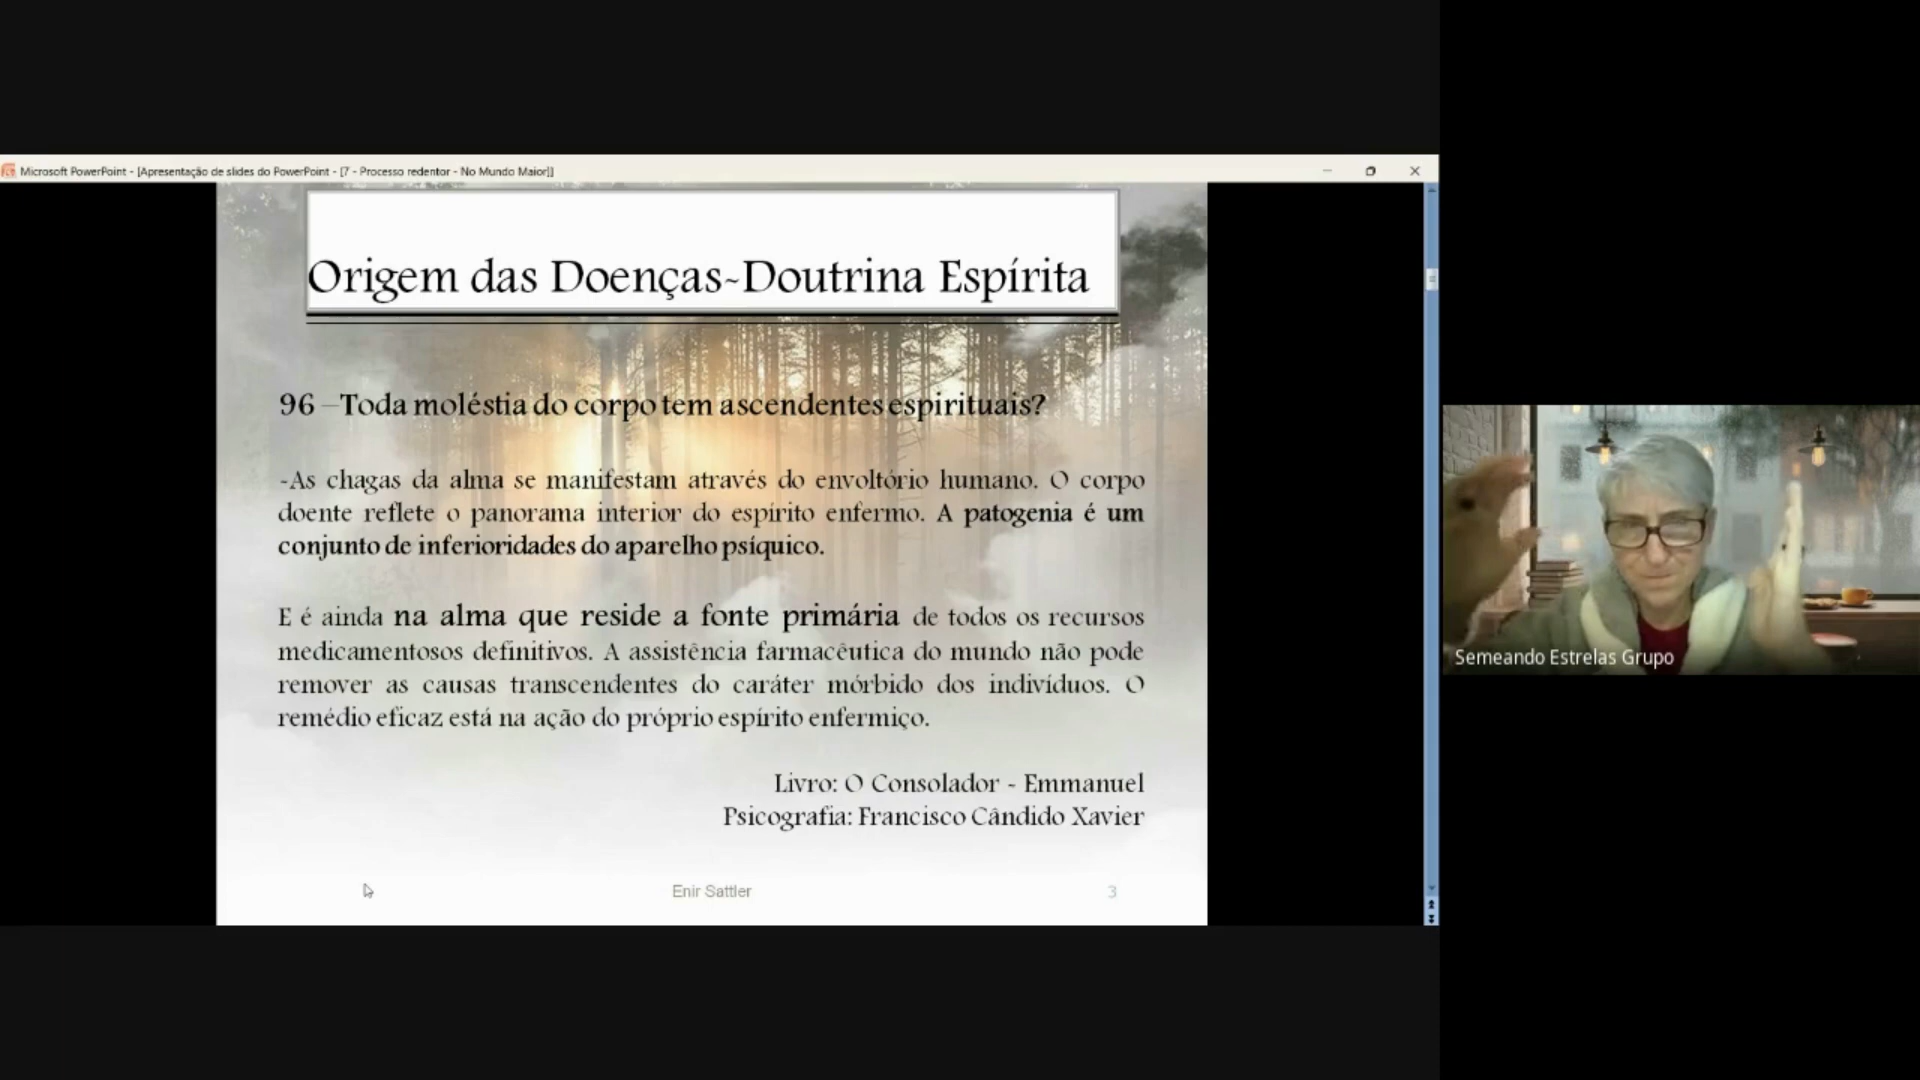 Microsoft PowerPoint - [Apresentação de slides do PowerPoint - [7 - Processo redentor - No Mundo Maior]]
Origem das Doenças-Doutrina Espírita
96 –Toda moléstia do corpo tem ascendentes espirituais?
-As chagas da alma se manifestam através do envoltório humano. O corpo
doente reflete o panorama interior do espírito enfermo. A patogenia é um
conjunto de inferioridades do aparelho psíquico.
E é ainda na alma que reside a fonte primária de todos os recursos
medicamentosos definitivos. A assistência farmacêutica do mundo não pode
remover as causas transcendentes do caráter mórbido dos indivíduos. O
remédio eficaz está na ação do próprio espírito enfermiço.
Livro: O Consolador - Emmanuel
Psicografia: Francisco Cândido Xavier
Enir Sattler
3
Semeando Estrelas Grupo